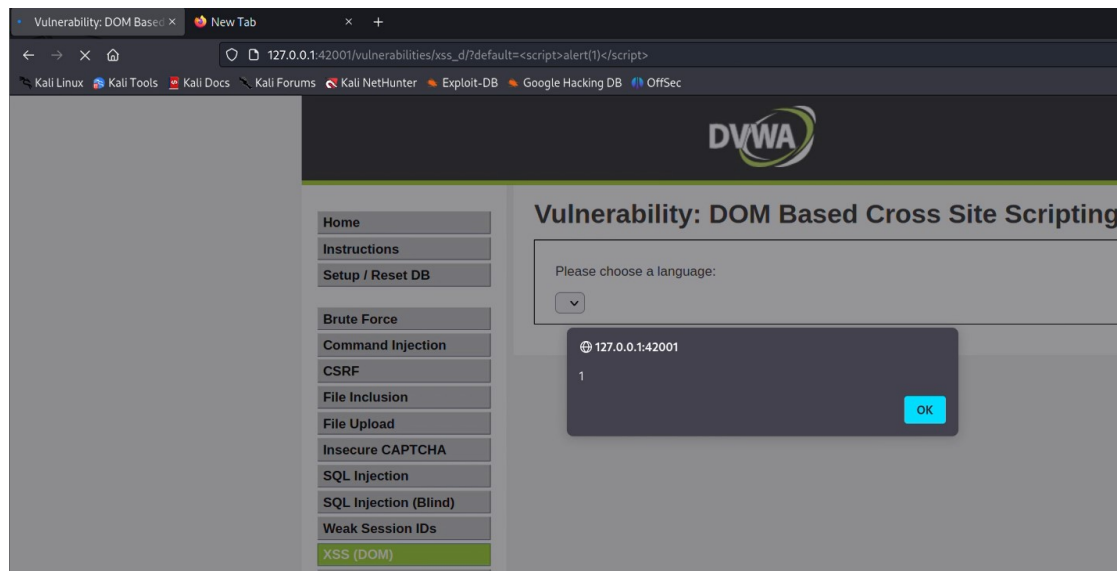 Vulnerability: DOM Based
New Tab
127.0.0.1:42001/vulnerabilities/xss_d/?default=<script>alert(1)</script>
Kali Linux Kali Tools Kali Docs Kali Forums Kali NetHunter Exploit-DB Google Hacking DB OffSec
DVWA
Home
Instructions
Setup / Reset DB
Brute Force
Command Injection
CSRF
File Inclusion
File Upload
Insecure CAPTCHA
SQL Injection
SQL Injection (Blind)
Weak Session IDs
XSS (DOM)
Vulnerability: DOM Based Cross Site Scripting
Please choose a language:
127.0.0.1:42001
1
OK